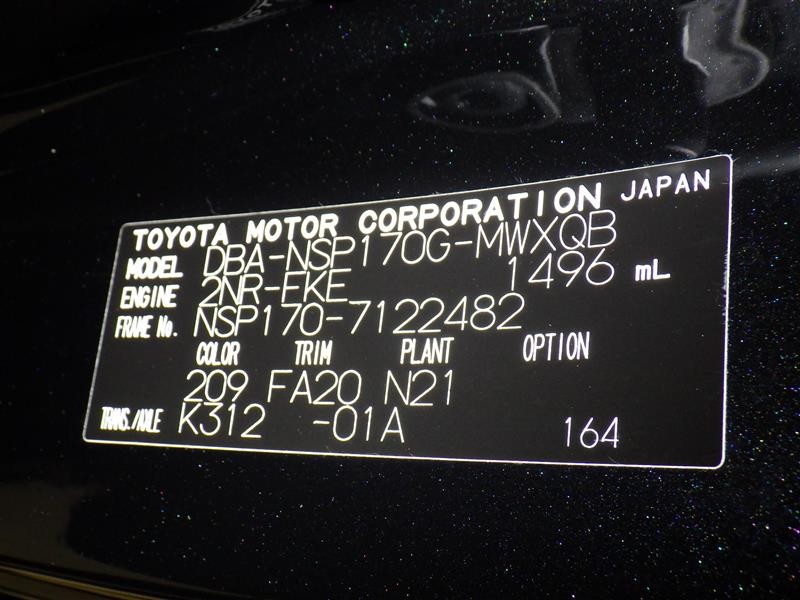 TOYOTA MOTOR CORPORATION JAPAN
MODEL DBA-NSP170G-MWXQB
ENGINE 2NR-FKE 1496 mL
FRAME No. NSP170-7122482
COLOR TRIM PLANT OPTION
209 FA20 N21
TRANS./AXLE K312 -01A 164